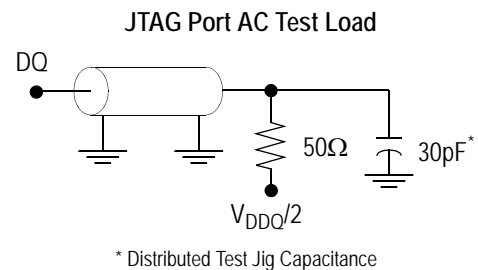 JTAG Port AC Test Load
DQ
50Ω
30pF*
VDDQ/2
* Distributed Test Jig Capacitance